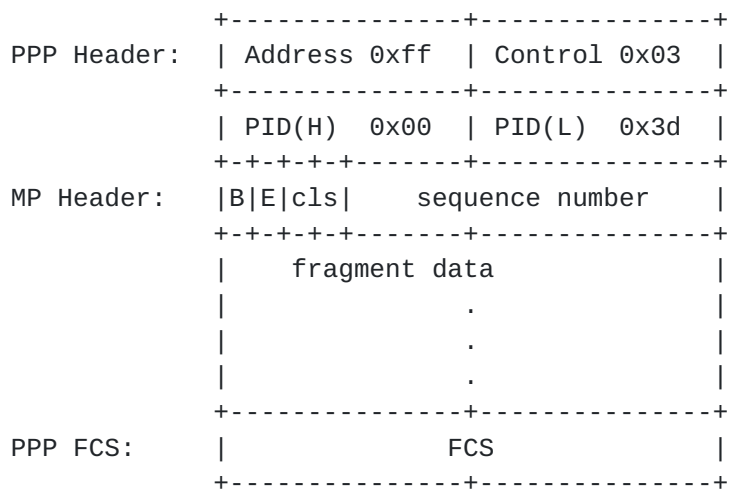 +---------------+---------------+
PPP Header:  | Address 0xff  | Control 0x03  |
             +---------------+---------------+
             | PID(H)  0x00  | PID(L)  0x3d  |
             +-+-+-+-+-------+---------------+
MP Header:   |B|E|cls|    sequence number    |
             +-+-+-+-+-------+---------------+
             |    fragment data              |
             |               .               |
             |               .               |
             |               .               |
             +---------------+---------------+
PPP FCS:     |              FCS              |
             +---------------+---------------+